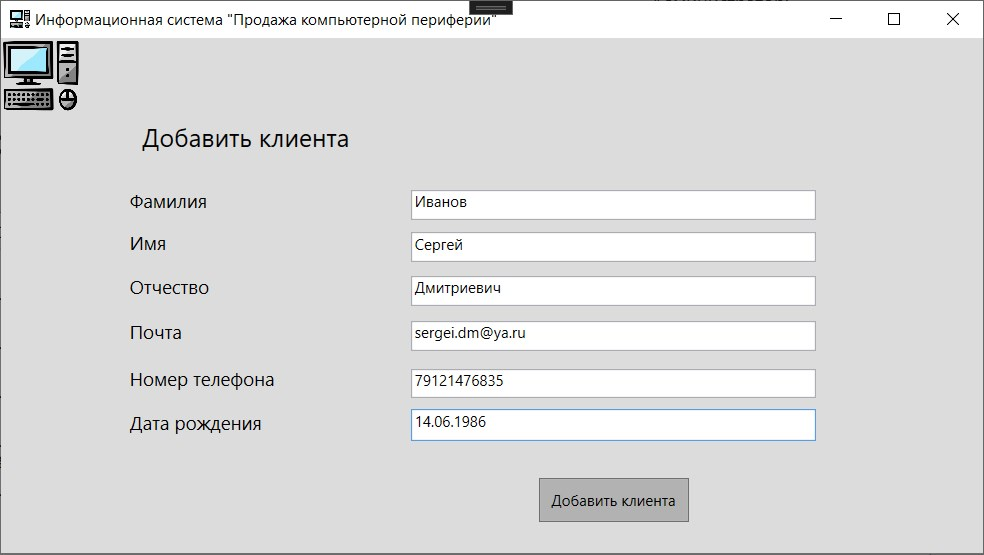 Информационная система "Продажа компьютерной периферии"
Добавить клиента
Фамилия Иванов
Имя Сергей
Отчество Дмитриевич
Почта sergei.dm@ya.ru
Номер телефона 79121476835
Дата рождения 14.06.1986
Добавить клиента